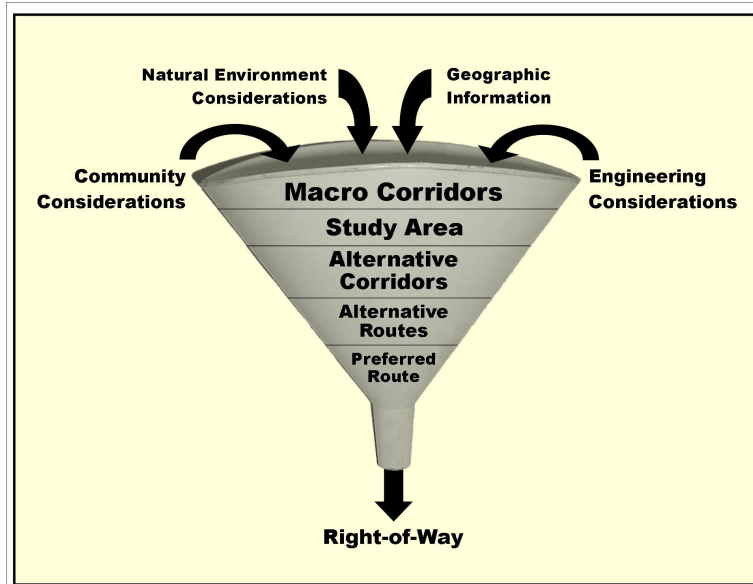 Natural Environment
Considerations
Geographic
Information
Community
Considerations
Engineering
Considerations
Macro Corridors
Study Area
Alternative
Corridors
Alternative
Routes
Preferred
Route
Right-of-Way